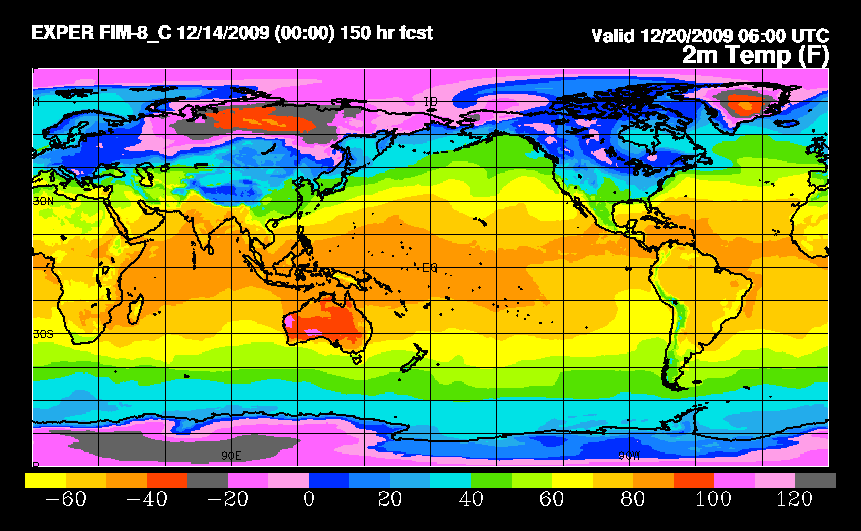 EXPER FIM-8_C 12/14/2009 (00:00) 150 hr fcst
Valid 12/20/2009 06:00 UTC
2m Temp (F)
30N
EQ
30S
90E
90W
-60 -40 -20 0 20 40 60 80 100 120